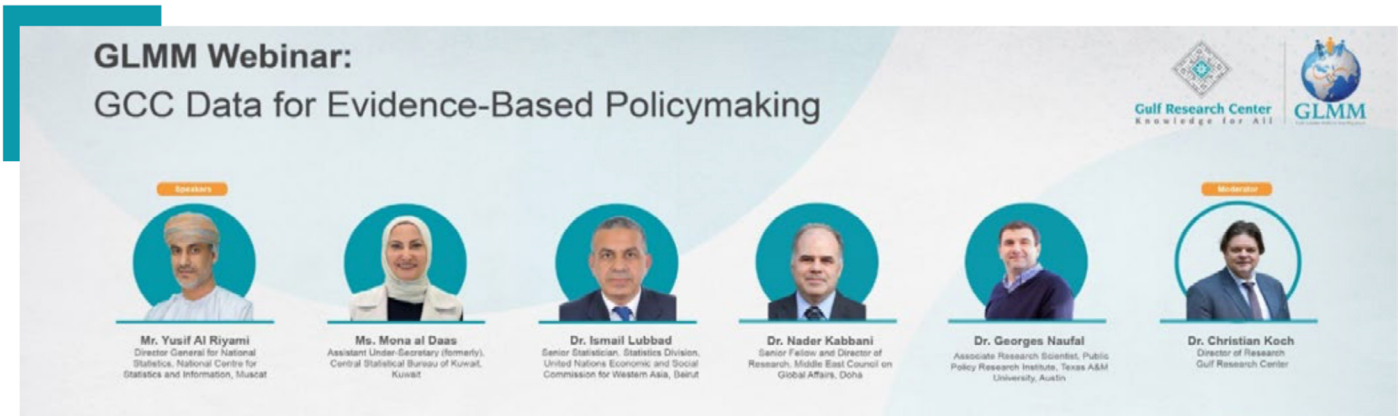 GLMM Webinar:
GCC Data for Evidence-Based Policymaking
Gulf Research Center
Knowledge for All
GLMM
Speakers
Moderator
Mr. Yusif Al Riyami
Director General for National
Statistics, National Centre for
Statistics and Information, Muscat
Ms. Mona al Daas
Assistant Under-Secretary (formerly),
Central Statistical Bureau of Kuwait,
Kuwait
Dr. Ismail Lubbad
Senior Statistician, Statistics Division,
United Nations Economic and Social
Commission for Western Asia, Beirut
Dr. Nader Kabbani
Senior Fellow and Director of
Research, Middle East Council on
Global Affairs, Doha
Dr. Georges Naufal
Associate Research Scientist, Public
Policy Research Institute, Texas A&M
University, Austin
Dr. Christian Koch
Director of Research
Gulf Research Center